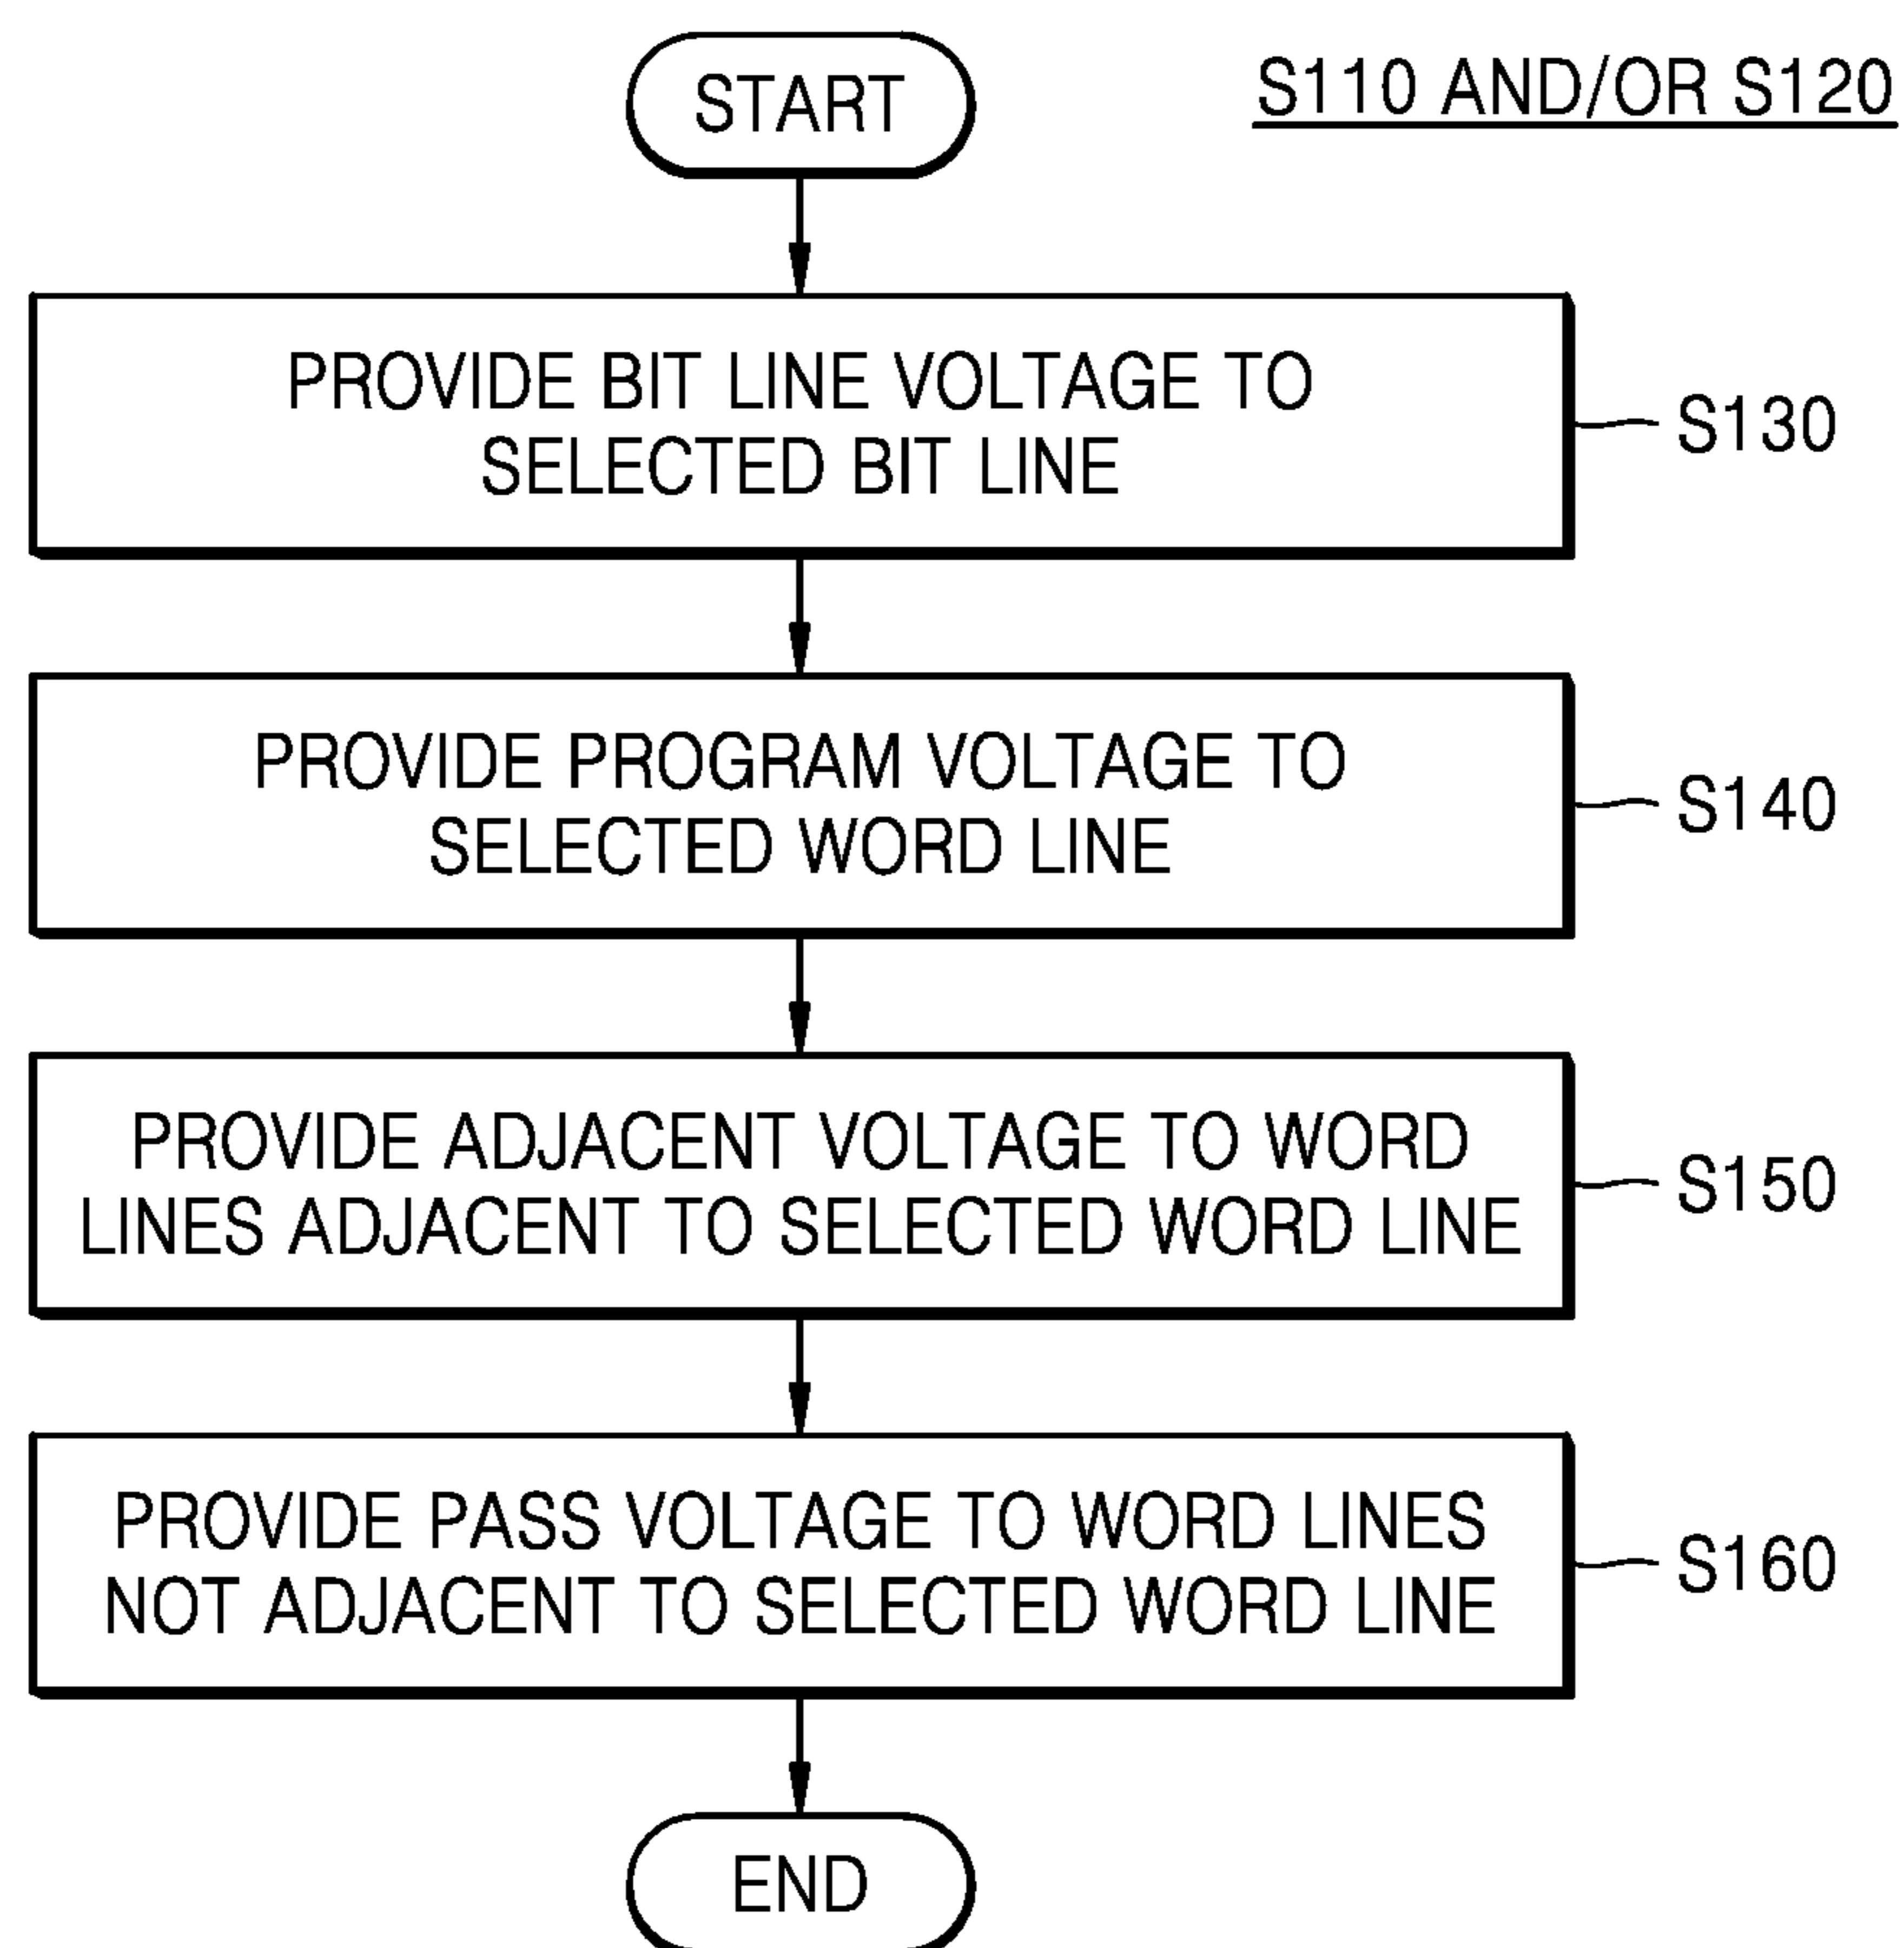 START
S110 AND/OR S120
PROVIDE BIT LINE VOLTAGE TO
SELECTED BIT LINE
S130
PROVIDE PROGRAM VOLTAGE TO
SELECTED WORD LINE
S140
PROVIDE ADJACENT VOLTAGE TO WORD
LINES ADJACENT TO SELECTED WORD LINE
S150
PROVIDE PASS VOLTAGE TO WORD LINES
NOT ADJACENT TO SELECTED WORD LINE
S160
END